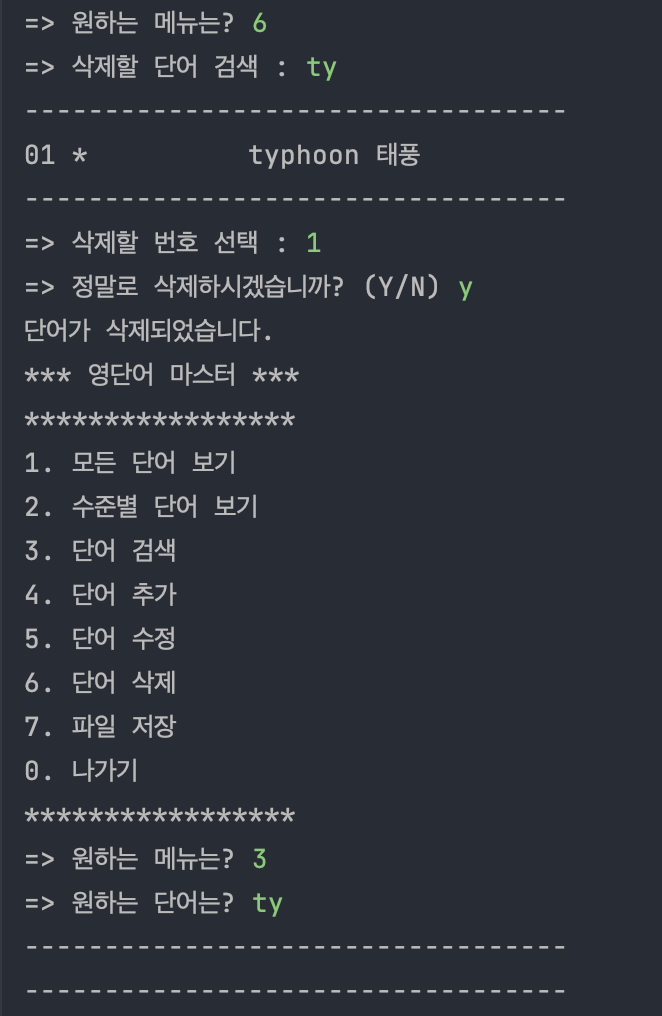 => 원하는 메뉴는? 6
=> 삭제할 단어 검색 : ty
----------------------------------
01 *          typhoon 태풍
----------------------------------
=> 삭제할 번호 선택 : 1
=> 정말로 삭제하시겠습니까? (Y/N) y
단어가 삭제되었습니다.
*** 영단어 마스터 ***
*****************
1. 모든 단어 보기
2. 수준별 단어 보기
3. 단어 검색
4. 단어 추가
5. 단어 수정
6. 단어 삭제
7. 파일 저장
0. 나가기
*****************
=> 원하는 메뉴는? 3
=> 원하는 단어는? ty
----------------------------------
----------------------------------